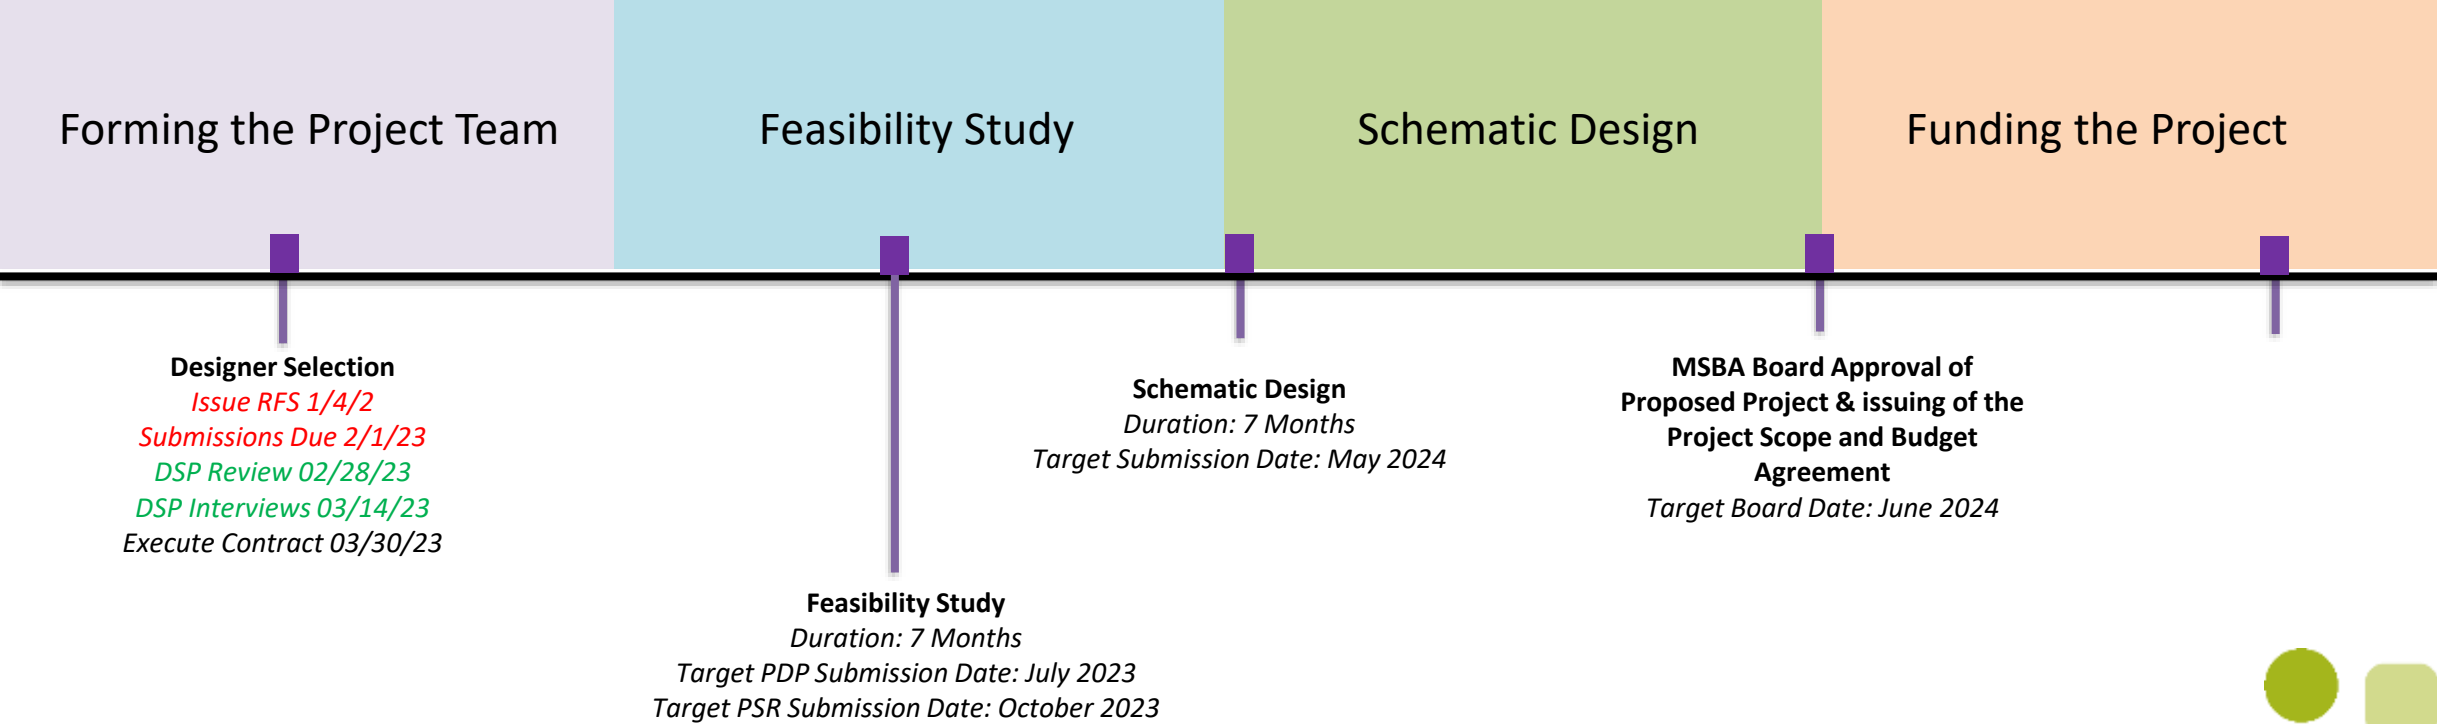 Forming the Project Team
Feasibility Study
Schematic Design
Funding the Project
Designer Selection
Issue RFS 1/4/2
Submissions Due 2/1/23
DSP Review 02/28/23
DSP Interviews 03/14/23
Execute Contract 03/30/23
Feasibility Study
Duration: 7 Months
Target PDP Submission Date: July 2023
Target PSR Submission Date: October 2023
Schematic Design
Duration: 7 Months
Target Submission Date: May 2024
MSBA Board Approval of
Proposed Project & issuing of the
Project Scope and Budget
Agreement
Target Board Date: June 2024